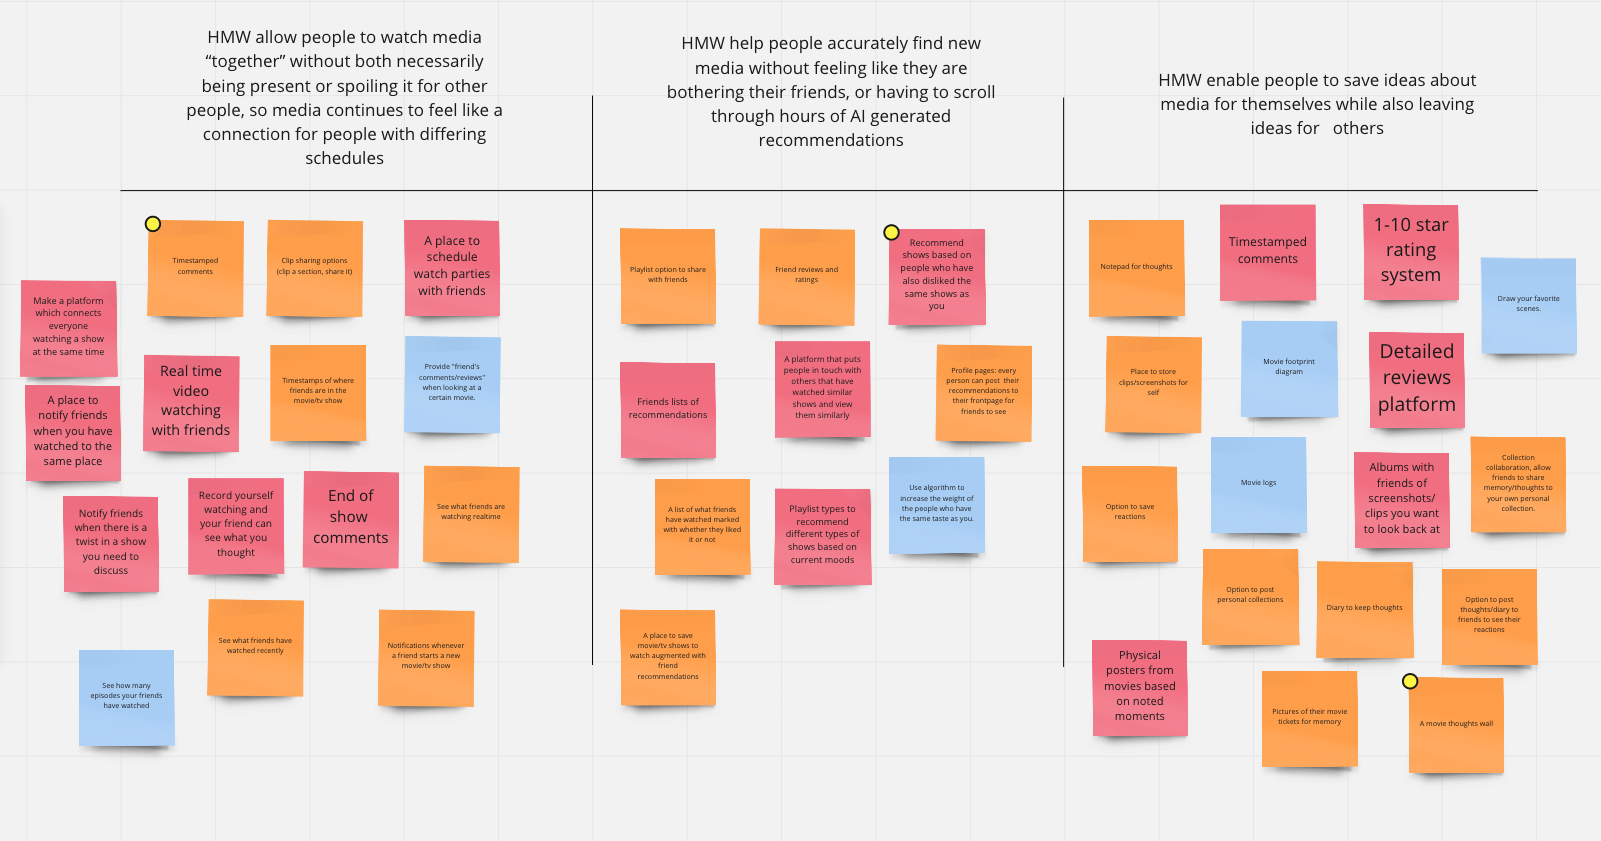 HMW allow people to watch media
“together” without both necessarily
being present or spoiling it for other
people, so media continues to feel like a
connection for people with differing
schedules
HMW help people accurately find new
media without feeling like they are
bothering their friends, or having to scroll
through hours of AI generated
recommendations
HMW enable people to save ideas about
media for themselves while also leaving
ideas for others
Timestamped
comments
Clip sharing options
(clip a section, share it)
A place to
schedule
watch parties
with friends
Make a platform
which connects
everyone
watching a show
at the same time
Real time
video
watching
with friends
Timestamps of where
friends are in the
movie/tv show
Provide "friend's
comments/reviews"
when looking at a
certain movie.
A place to
notify friends
when you have
watched to the
same place
Notify friends
when there is a
twist in a show
you need to
discuss
Record yourself
watching and
your friend can
see what you
thought
End of
show
comments
See what friends are
watching realtime
See what friends have
watched recently
Notifications whenever
a friend starts a new
movie/tv show
See how many
episodes your friends
have watched
Playlist option to share
with friends
Friend reviews and
ratings
Recommend
shows based on
people who have
also disliked the
same shows as
you
Friends lists of
recommendations
A platform that puts
people in touch with
others that have
watched similar
shows and view
them similarly
Profile pages: every
person can post their
recommendations to
their frontpage for
friends to see
A list of what friends
have watched marked
with whether they liked
it or not
Playlist types to
recommend
different types of
shows based on
current moods
Use algorithm to
increase the weight of
the people who have
the same taste as you.
A place to save
movie/tv shows to
watch augmented with
friend
recommendations
Notepad for thoughts
Timestamped
comments
1-10 star
rating
system
Draw your favorite
scenes.
Place to store
clips/screenshots for
self
Movie footprint
diagram
Detailed
reviews
platform
Option to save
reactions
Movie logs
Albums with
friends of
screenshots/
clips you want
to look back at
Collection
collaboration, allow
friends to share
memory/thoughts to
your own personal
collection.
Option to post
personal collections
Diary to keep thoughts
Option to post
thoughts/diary to
friends to see their
reactions
Physical
posters from
movies based
on noted
moments
Pictures of their movie
tickets for memory
A movie thoughts wall